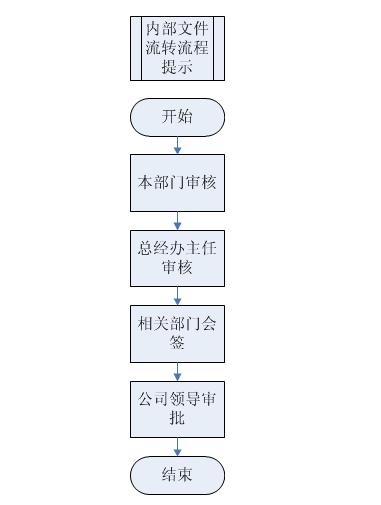 内部文件
流转流程
提示
开始
本部门审核
总经办主任
审核
相关部门会
签
公司领导审
批
结束